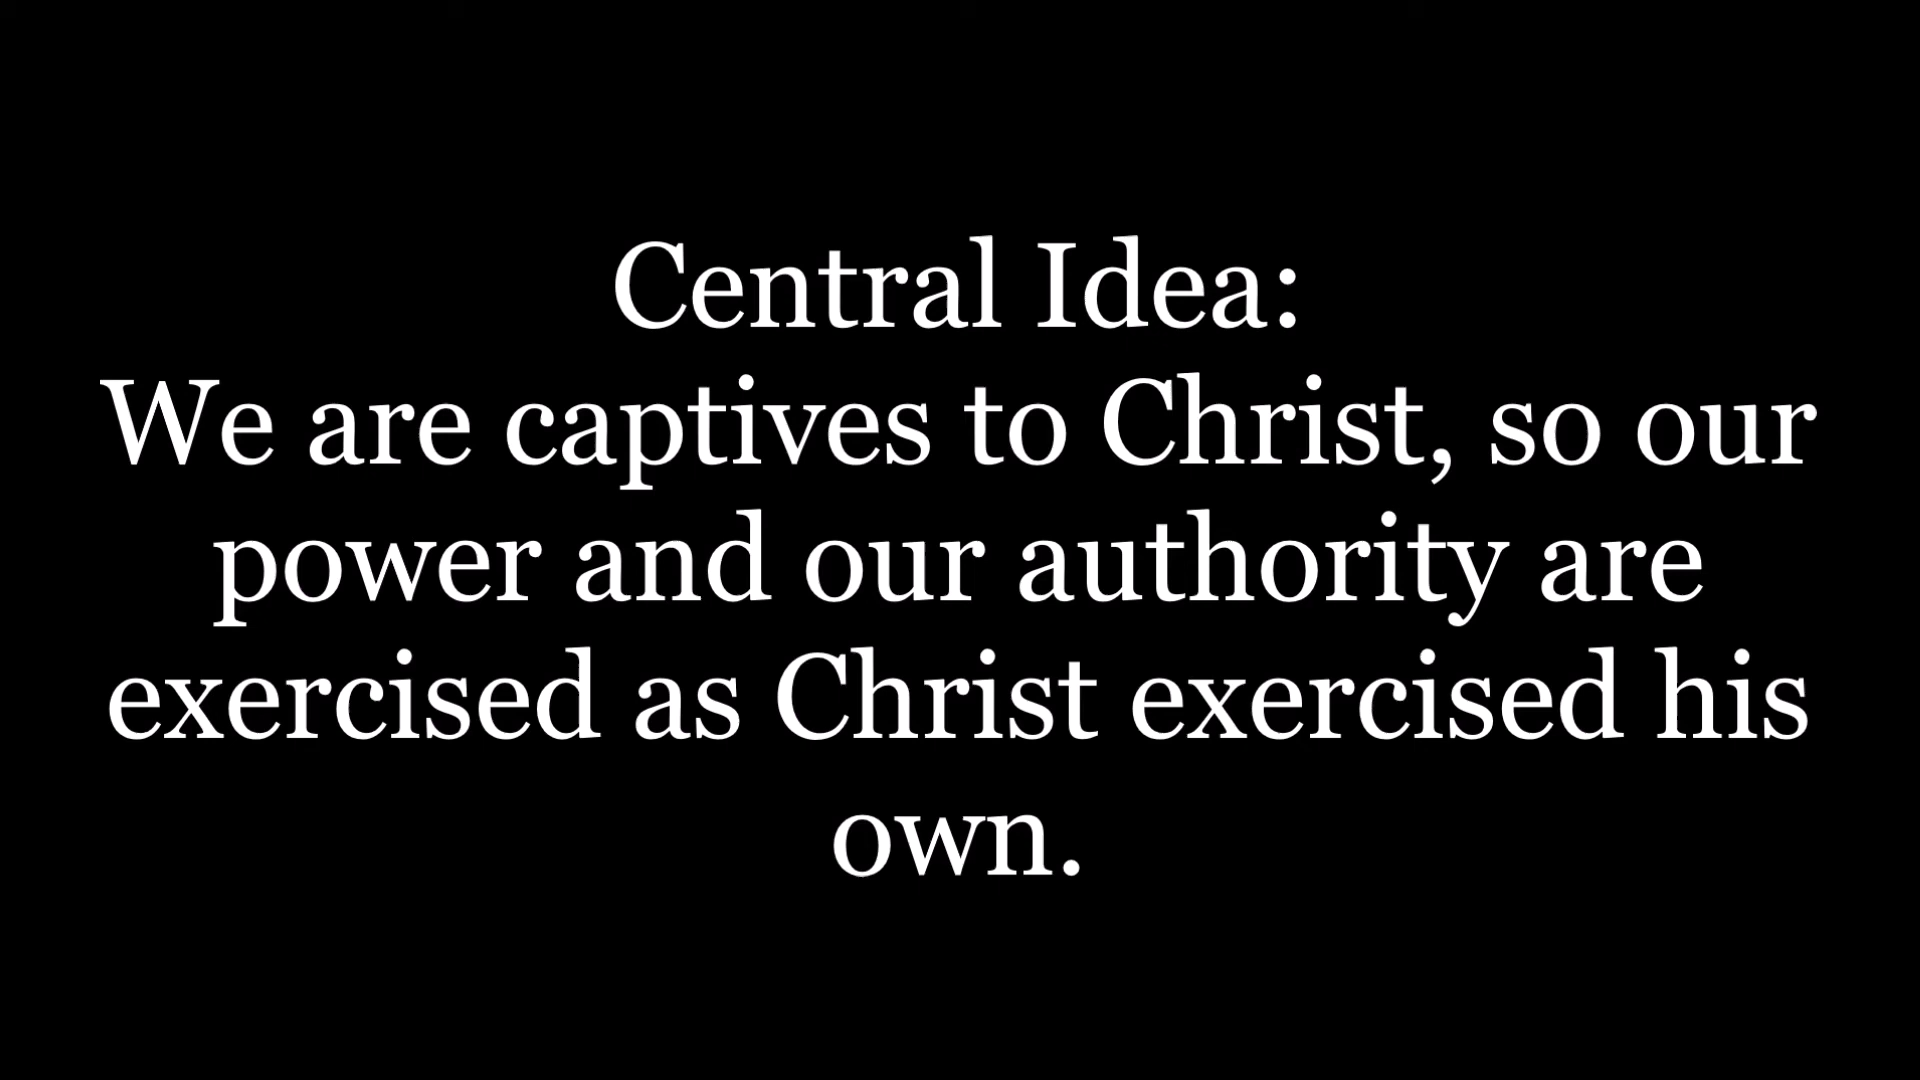 Central Idea:
We are captives to Christ, so our
power and our authority are
exercised as Christ exercised his
own.